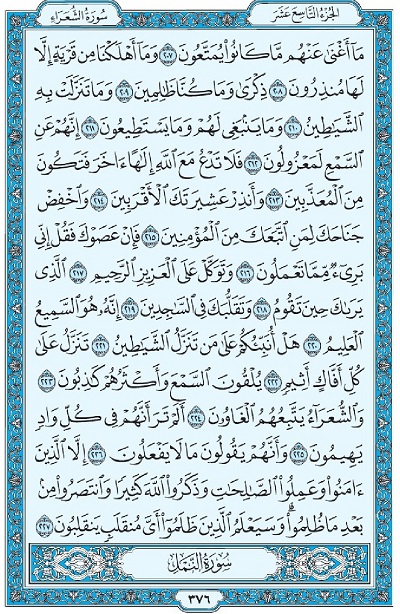 الجزء التاسع عشر
سورة الشعراء
مَآ أَغْنَىٰ عَنْهُم مَّا كَانُوا۟ يُمَتَّعُونَ ٢٠٧ وَمَآ أَهْلَكْنَا مِن قَرْيَةٍ إِلَّا
لَهَا مُنذِرُونَ ٢٠٨ ذِكْرَىٰ وَمَا كُنَّا ظَـٰلِمِينَ ٢٠٩ وَمَا تَنَزَّلَتْ بِهِ
ٱلشَّيَـٰطِينُ ٢١٠ وَمَا يَنۢبَغِى لَهُمْ وَمَا يَسْتَطِيعُونَ ٢١١ إِنَّهُمْ عَنِ
ٱلسَّمْعِ لَمَعْزُولُونَ ٢١٢ فَلَا تَدْعُ مَعَ ٱللَّهِ إِلَـٰهًا ءَاخَرَ فَتَكُونَ
مِنَ ٱلْمُعَذَّبِينَ ٢١٣ وَأَنذِرْ عَشِيرَتَكَ ٱلْأَقْرَبِينَ ٢١٤ وَٱخْفِضْ
جَنَاحَكَ لِمَنِ ٱتَّبَعَكَ مِنَ ٱلْمُؤْمِنِينَ ٢١٥ فَإِنْ عَصَوْكَ فَقُلْ إِنِّى
بَرِىٓءٌ مِّمَّا تَعْمَلُونَ ٢١٦ وَتَوَكَّلْ عَلَى ٱلْعَزِيزِ ٱلرَّحِيمِ ٢١٧ ٱلَّذِى
يَرَىٰكَ حِينَ تَقُومُ ٢١٨ وَتَقَلُّبَكَ فِى ٱلسَّـٰجِدِينَ ٢١٩ إِنَّهُۥ هُوَ ٱلسَّمِيعُ
ٱلْعَلِيمُ ٢٢٠ هَلْ أُنَبِّئُكُمْ عَلَىٰ مَن تَنَزَّلُ ٱلشَّيَـٰطِينُ ٢٢١ تَنَزَّلُ عَلَىٰ
كُلِّ أَفَّاكٍ أَثِيمٍ ٢٢٢ يُلْقُونَ ٱلسَّمْعَ وَأَكْثَرُهُمْ كَـٰذِبُونَ ٢٢٣
وَٱلشُّعَرَآءُ يَتَّبِعُهُمُ ٱلْغَاوُۥنَ ٢٢٤ أَلَمْ تَرَ أَنَّهُمْ فِى كُلِّ وَادٍ
يَهِيمُونَ ٢٢٥ وَأَنَّهُمْ يَقُولُونَ مَا لَا يَفْعَلُونَ ٢٢٦ إِلَّا ٱلَّذِينَ
ءَامَنُوا۟ وَعَمِلُوا۟ ٱلصَّـٰلِحَـٰتِ وَذَكَرُوا۟ ٱللَّهَ كَثِيرًا وَٱنتَصَرُوا۟ مِنۢ
بَعْدِ مَا ظُلِمُوا۟ ۗ وَسَيَعْلَمُ ٱلَّذِينَ ظَلَمُوٓا۟ أَىَّ مُنقَلَبٍ يَنقَلِبُونَ ٢٢٧
سورة النمل
٣٧٦